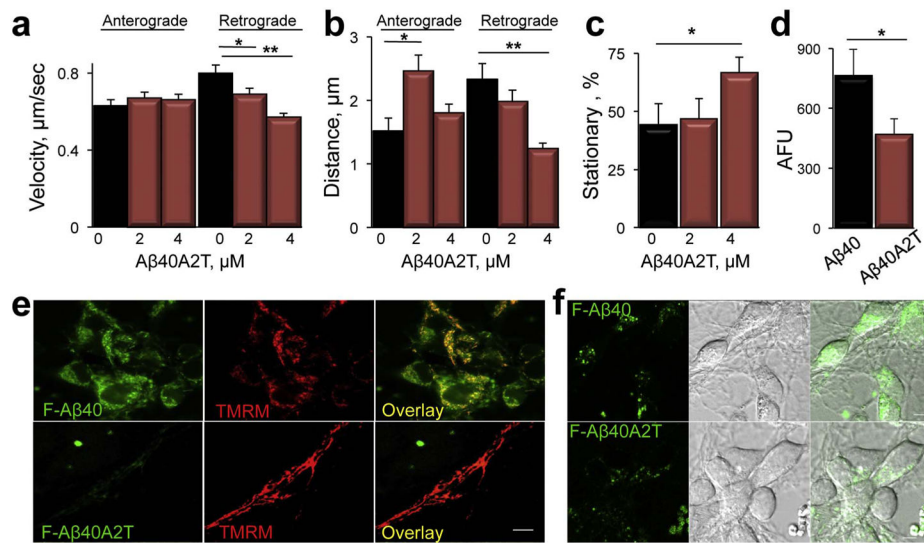 a
Anterograde Retrograde
* **
Velocity, µm/sec
0.8
0.4
0
0 2 4 0 2 4
Aβ40A2T, µM
b
Anterograde Retrograde
* **
Distance, µm
3
2
1
0
0 2 4 0 2 4
Aβ40A2T, µM
c
*
Stationary , %
75
50
25
0
0 2 4
Aβ40A2T, µM
d
*
AFU
900
600
300
0
Aβ40 Aβ40A2T
e
F-Aβ40 TMRM Overlay
F-Aβ40A2T TMRM Overlay
f
F-Aβ40
F-Aβ40A2T